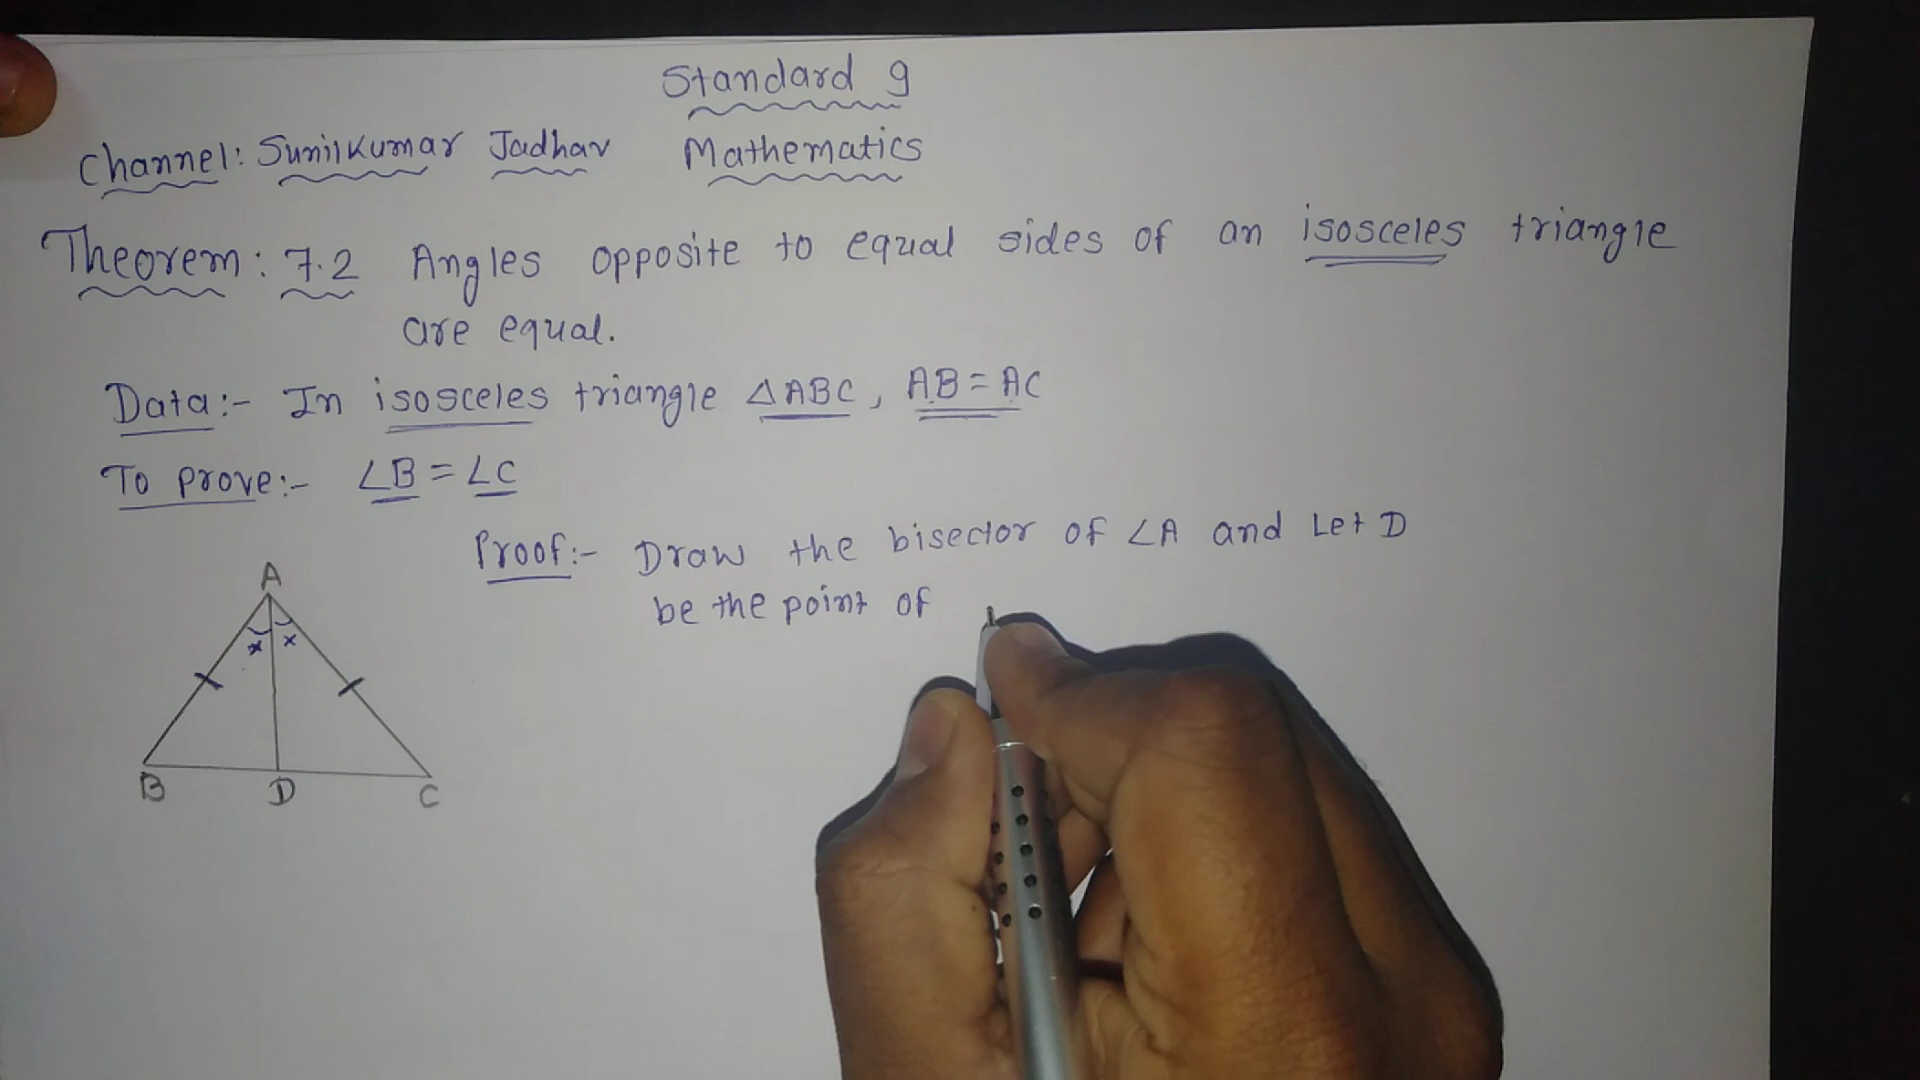 Standard 9
Channel: Sunilkumar Jadhav Mathematics
Theorem: 7.2 Angles opposite to equal sides of an isosceles triangle
are equal.
Data:- In isosceles triangle △ABC, AB = AC
To prove:- ∠B = ∠C
Proof:- Draw the bisector of ∠A and Let D
be the point of
A
x x
B D C